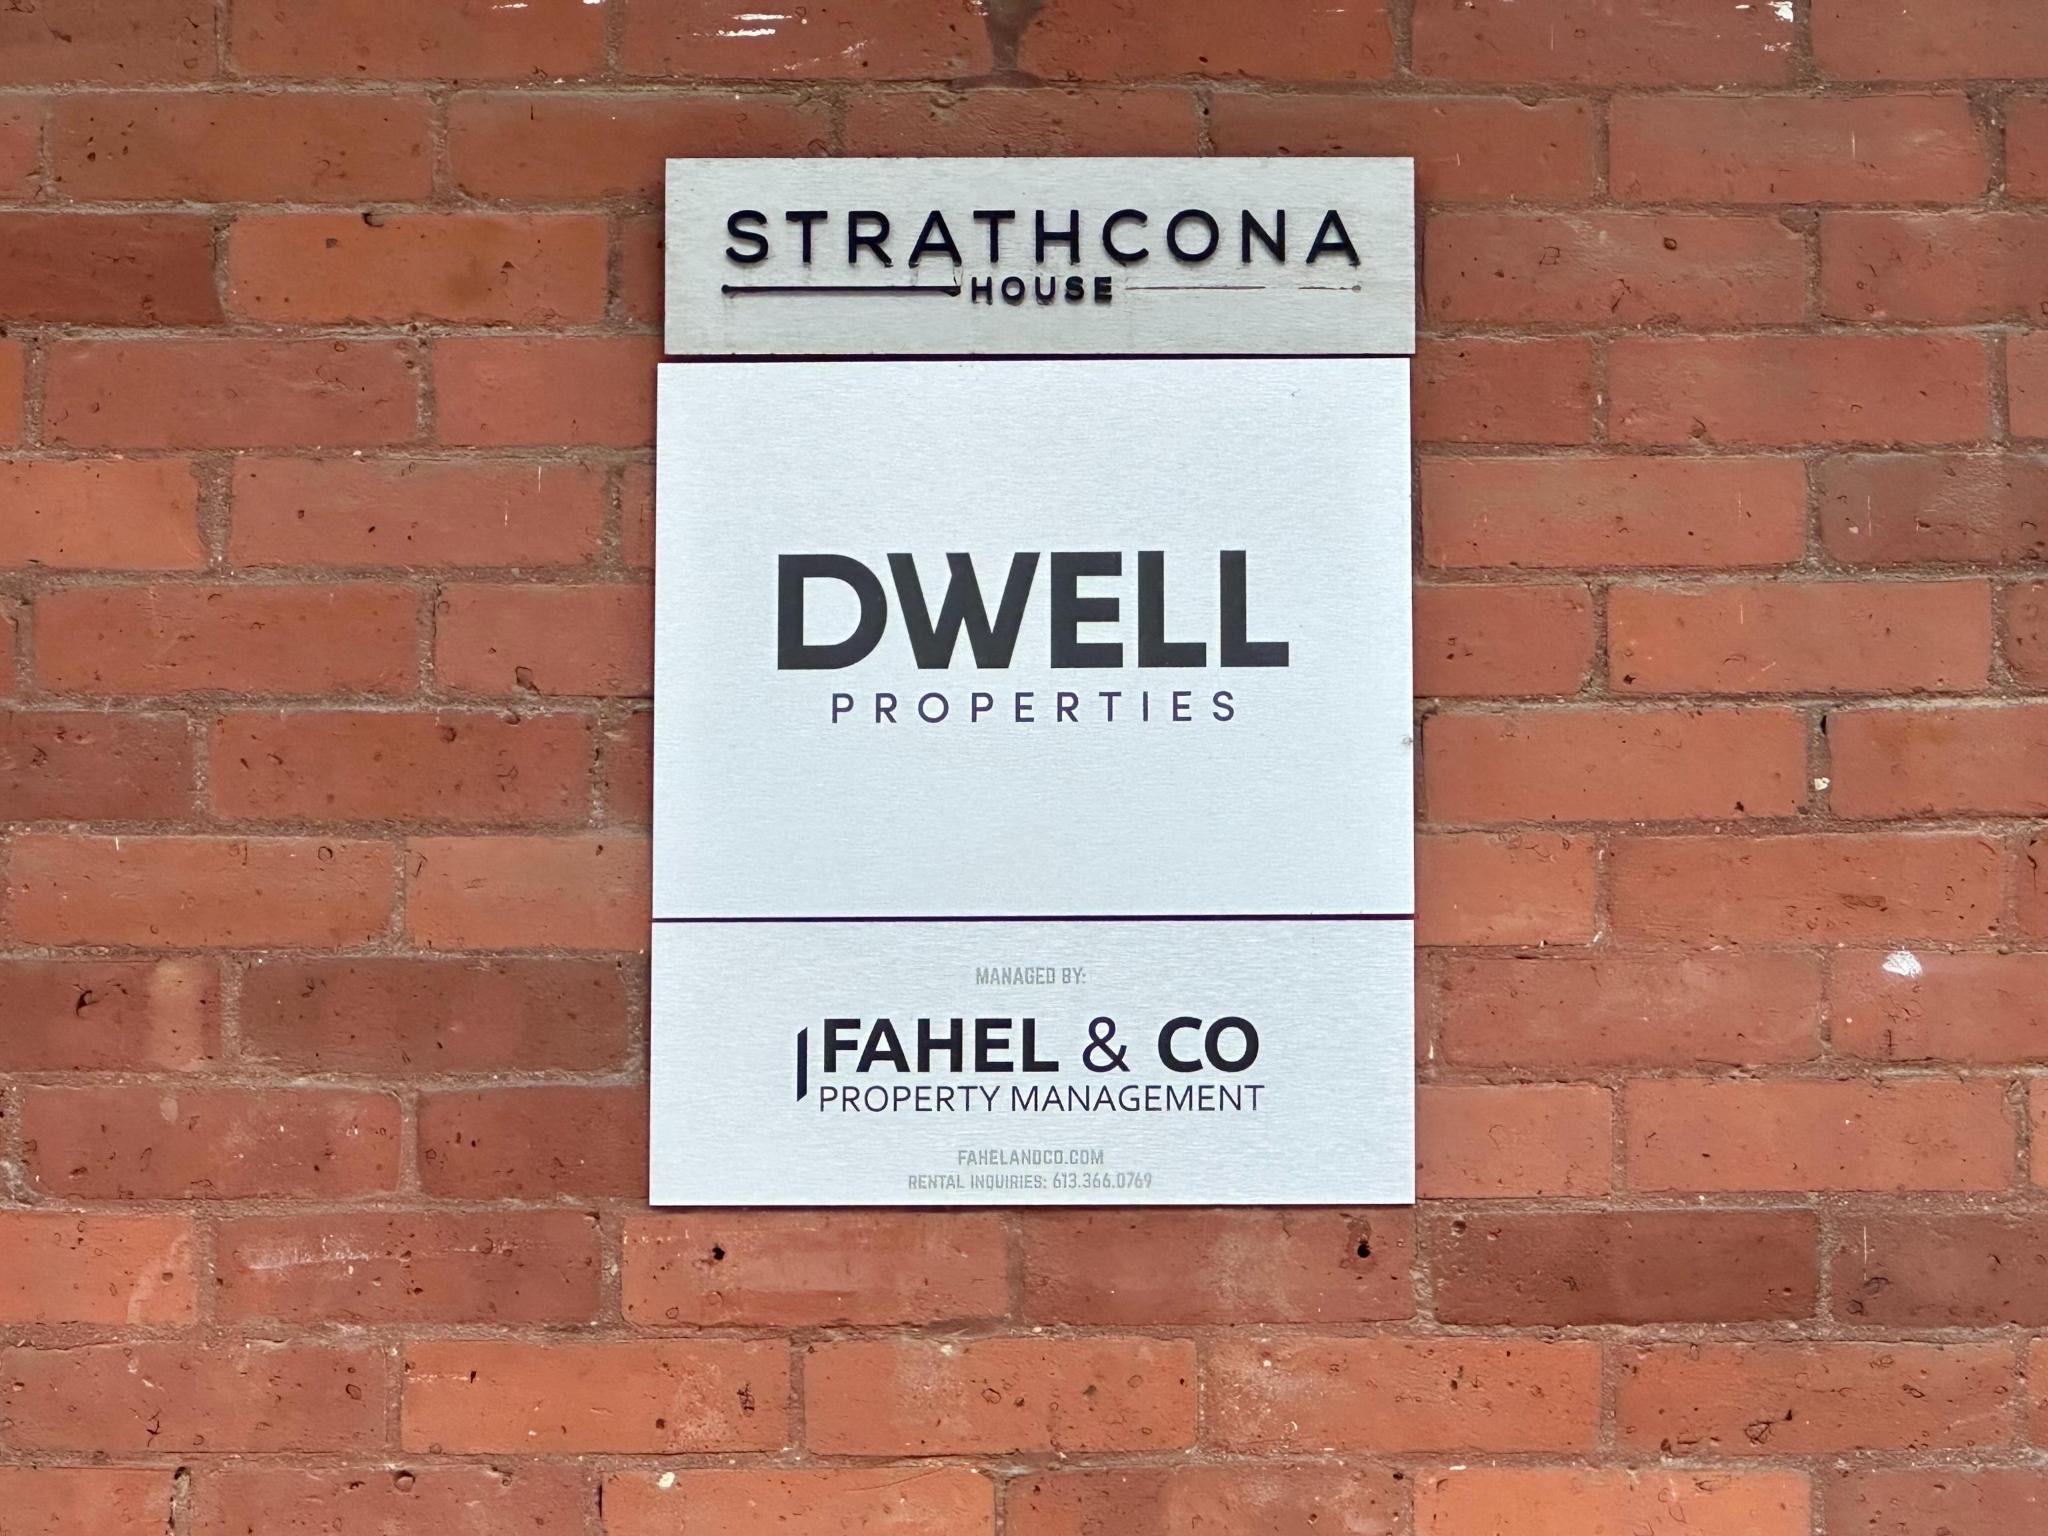 STRATHCONA
HOUSE
DWELL
PROPERTIES
MANAGED BY:
FAHEL & CO
PROPERTY MANAGEMENT
FAHELANDCO.COM
RENTAL INQUIRIES: 613.366.0769